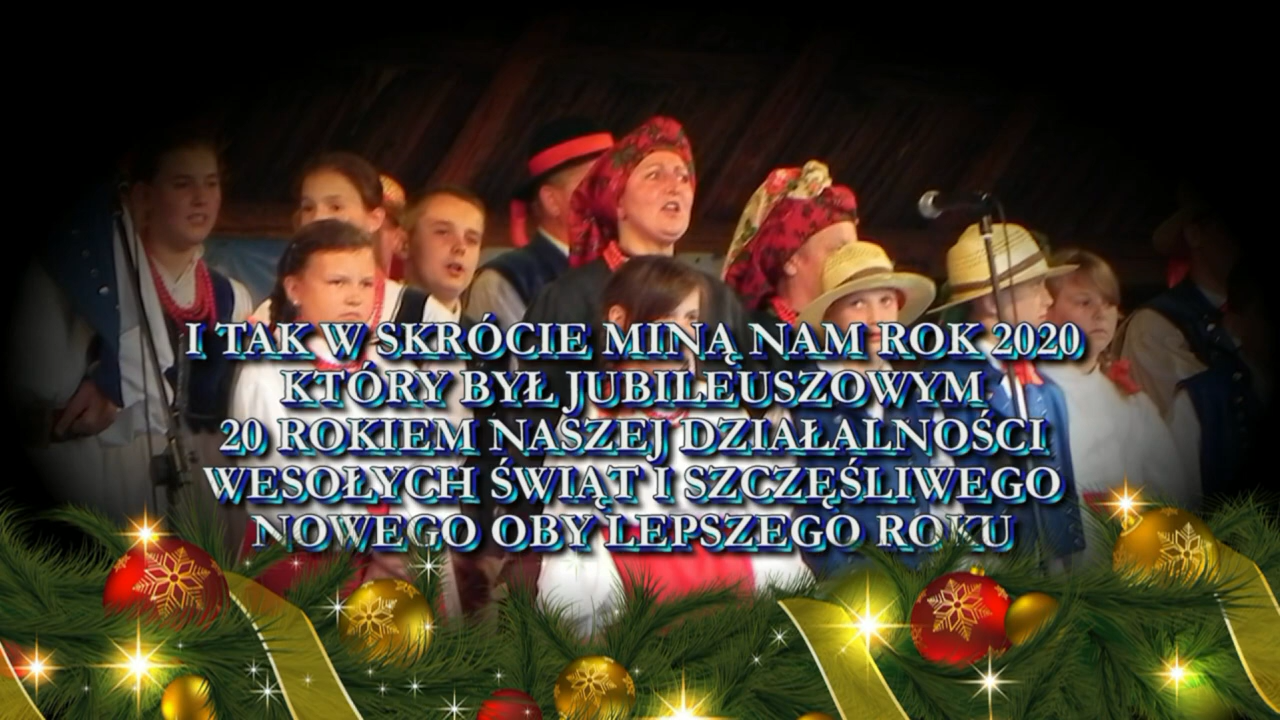 I TAK W SKRÓCIE MINĄ NAM ROK 2020
KTÓRY BYŁ JUBILEUSZOWYM
20 ROKIEM NASZEJ DZIAŁALNOŚCI
WESOŁYCH ŚWIĄT I SZCZĘŚLIWEGO
NOWEGO OBY LEPSZEGO ROKU